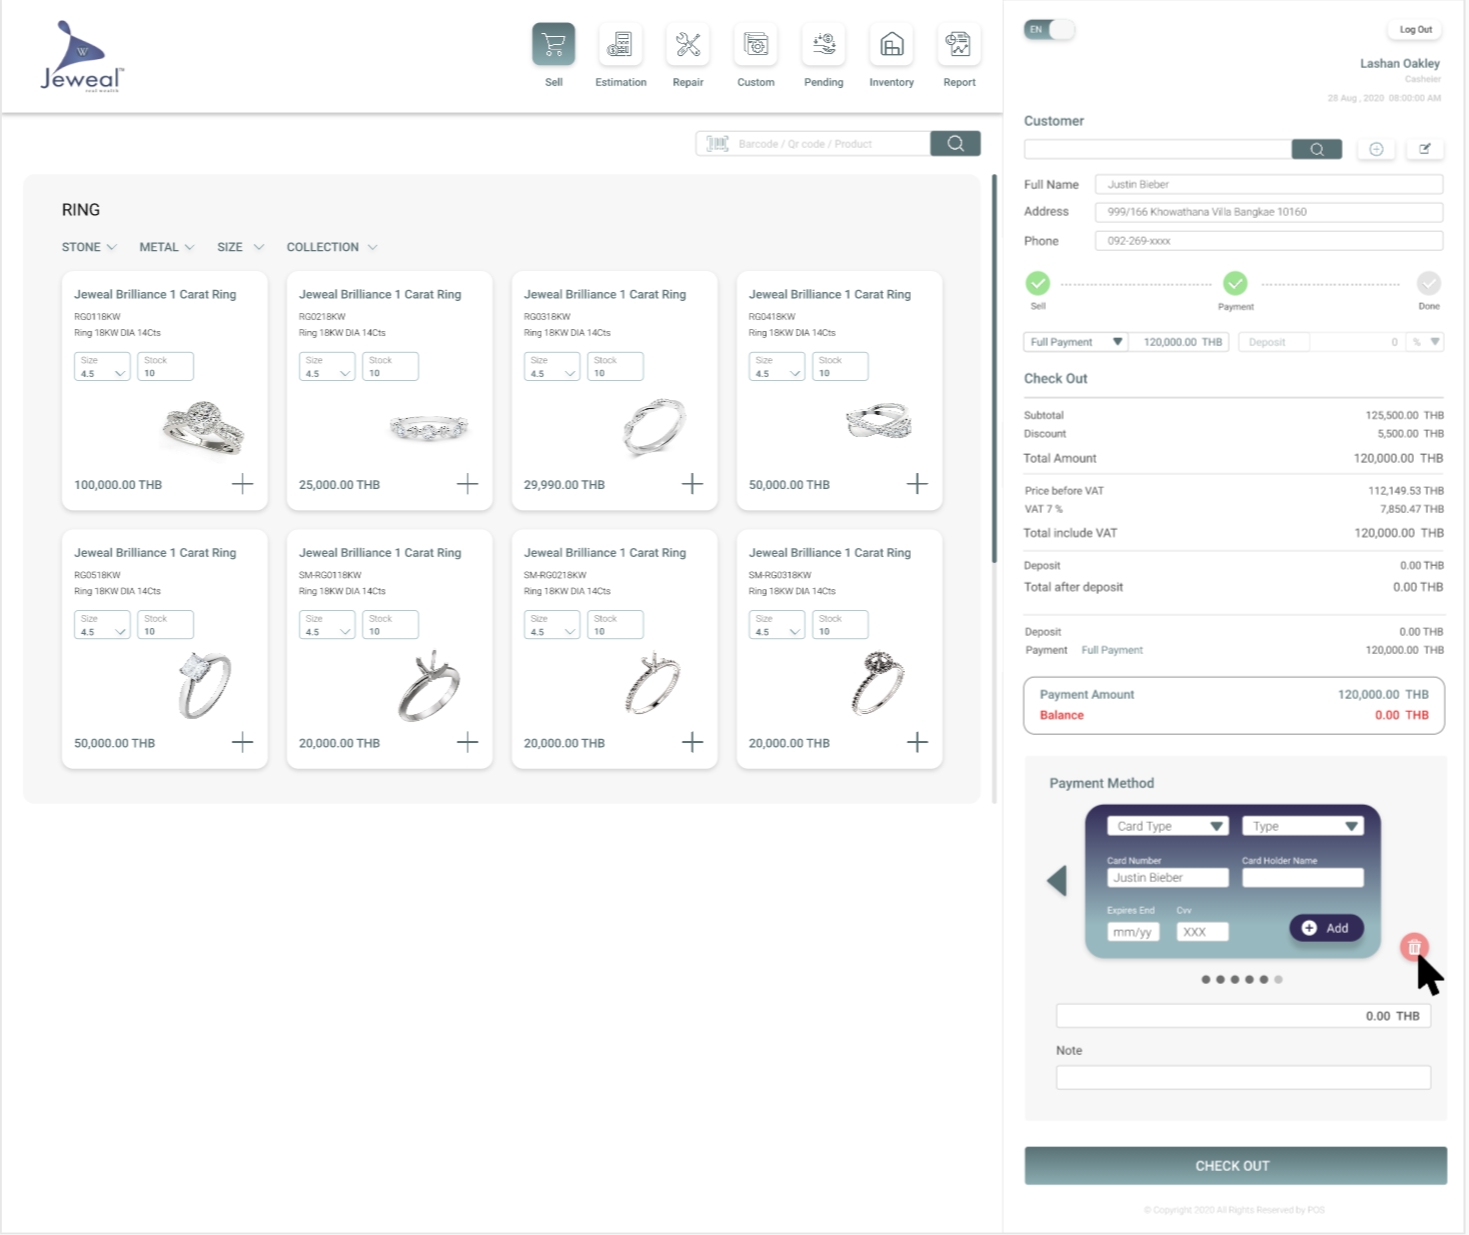 W
Jeweal™
REAL WEALTH
Sell
Estimation
Repair
Custom
Pending
Inventory
Report
Barcode / Qr code / Product
RING
STONE
METAL
SIZE
COLLECTION
Jeweal Brilliance 1 Carat Ring
RG0118KW
Ring 18KW DIA 14Cts
Size
4.5
Stock
10
100,000.00 THB
Jeweal Brilliance 1 Carat Ring
RG0218KW
Ring 18KW DIA 14Cts
Size
4.5
Stock
10
25,000.00 THB
Jeweal Brilliance 1 Carat Ring
RG0318KW
Ring 18KW DIA 14Cts
Size
4.5
Stock
10
29,990.00 THB
Jeweal Brilliance 1 Carat Ring
RG0418KW
Ring 18KW DIA 14Cts
Size
4.5
Stock
10
50,000.00 THB
Jeweal Brilliance 1 Carat Ring
RG0518KW
Ring 18KW DIA 14Cts
Size
4.5
Stock
10
50,000.00 THB
Jeweal Brilliance 1 Carat Ring
SM-RG0118KW
Ring 18KW DIA 14Cts
Size
4.5
Stock
10
20,000.00 THB
Jeweal Brilliance 1 Carat Ring
SM-RG0218KW
Ring 18KW DIA 14Cts
Size
4.5
Stock
10
20,000.00 THB
Jeweal Brilliance 1 Carat Ring
SM-RG0318KW
Ring 18KW DIA 14Cts
Size
4.5
Stock
10
20,000.00 THB
EN
Log Out
Lashan Oakley
Casheier
28 Aug , 2020 08:00:00 AM
Customer
Full Name Justin Bieber
Address 999/166 Khowathana Villa Bangkae 10160
Phone 092-269-xxxx
Sell
Payment
Done
Full Payment 120,000.00 THB Deposit 0 %
Check Out
Subtotal 125,500.00 THB
Discount 5,500.00 THB
Total Amount 120,000.00 THB
Price before VAT 112,149.53 THB
VAT 7 % 7,850.47 THB
Total include VAT 120,000.00 THB
Deposit 0.00 THB
Total after deposit 0.00 THB
Deposit 0.00 THB
Payment Full Payment 120,000.00 THB
Payment Amount 120,000.00 THB
Balance 0.00 THB
Payment Method
Card Type Type
Card Number Card Holder Name
Justin Bieber
Expires End Cvv
mm/yy XXX Add
0.00 THB
Note
CHECK OUT
© Copyright 2020 All Rights Reserved by POS